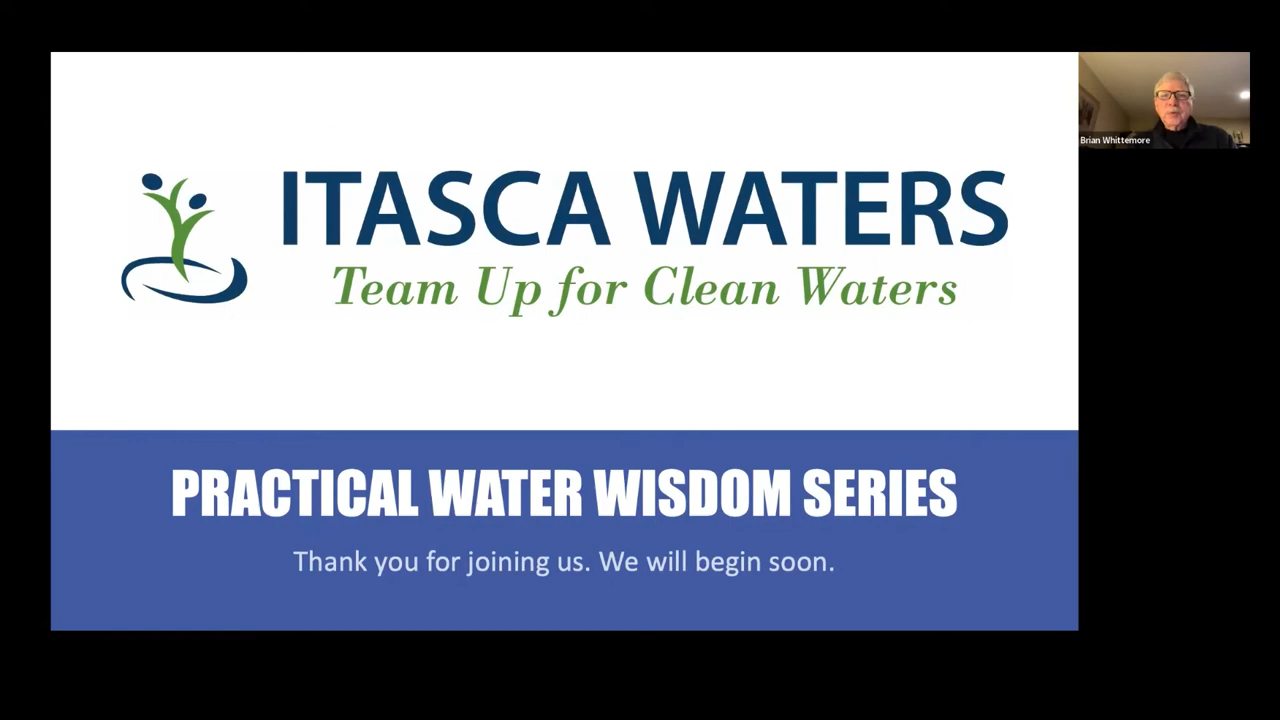 ITASCA WATERS
Team Up for Clean Waters
Brian Whittemore
PRACTICAL WATER WISDOM SERIES
Thank you for joining us. We will begin soon.